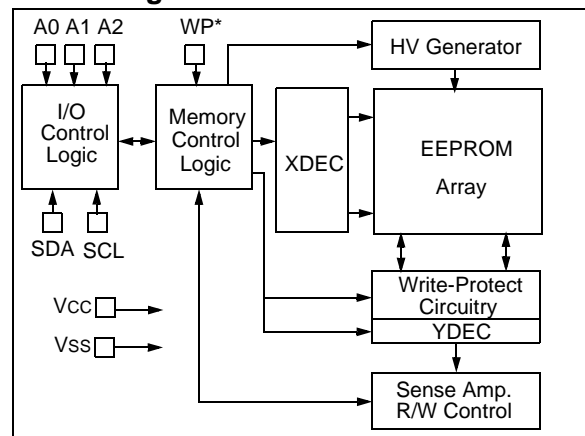 A0 A1 A2
WP*
HV Generator
I/O
Control
Logic
Memory
Control
Logic
XDEC
EEPROM
Array
SDA SCL
Write-Protect
Circuitry
YDEC
VCC
VSS
Sense Amp.
R/W Control